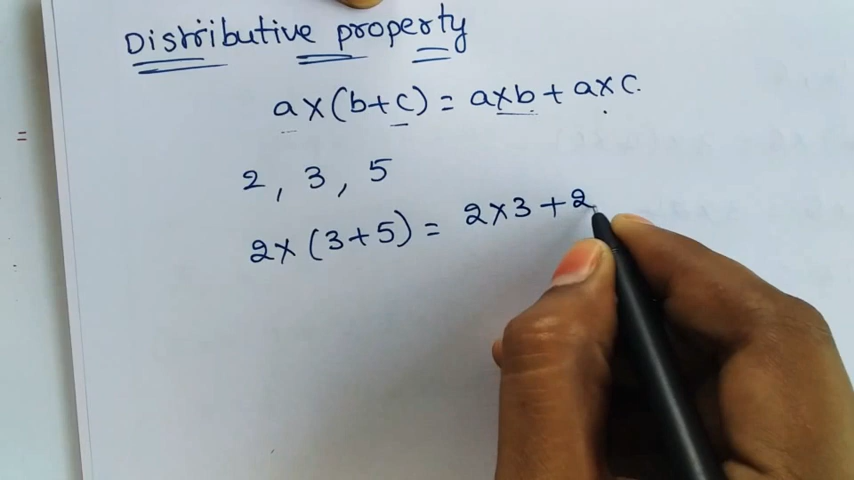 Distributive property
a×(b+c) = a×b + a×c.
=
2, 3, 5
2×(3+5) = 2×3 + 2